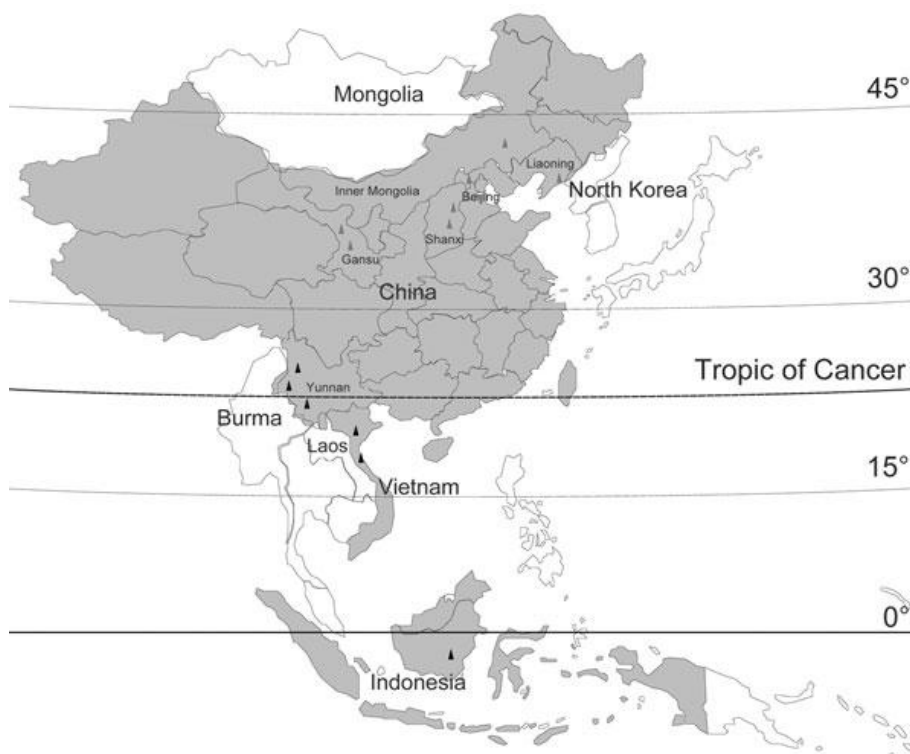 45°
Mongolia
Liaoning
Inner Mongolia
Beijing
North Korea
Shanxi
Gansu
30°
China
Tropic of Cancer
Yunnan
Burma
Laos
15°
Vietnam
0°
Indonesia